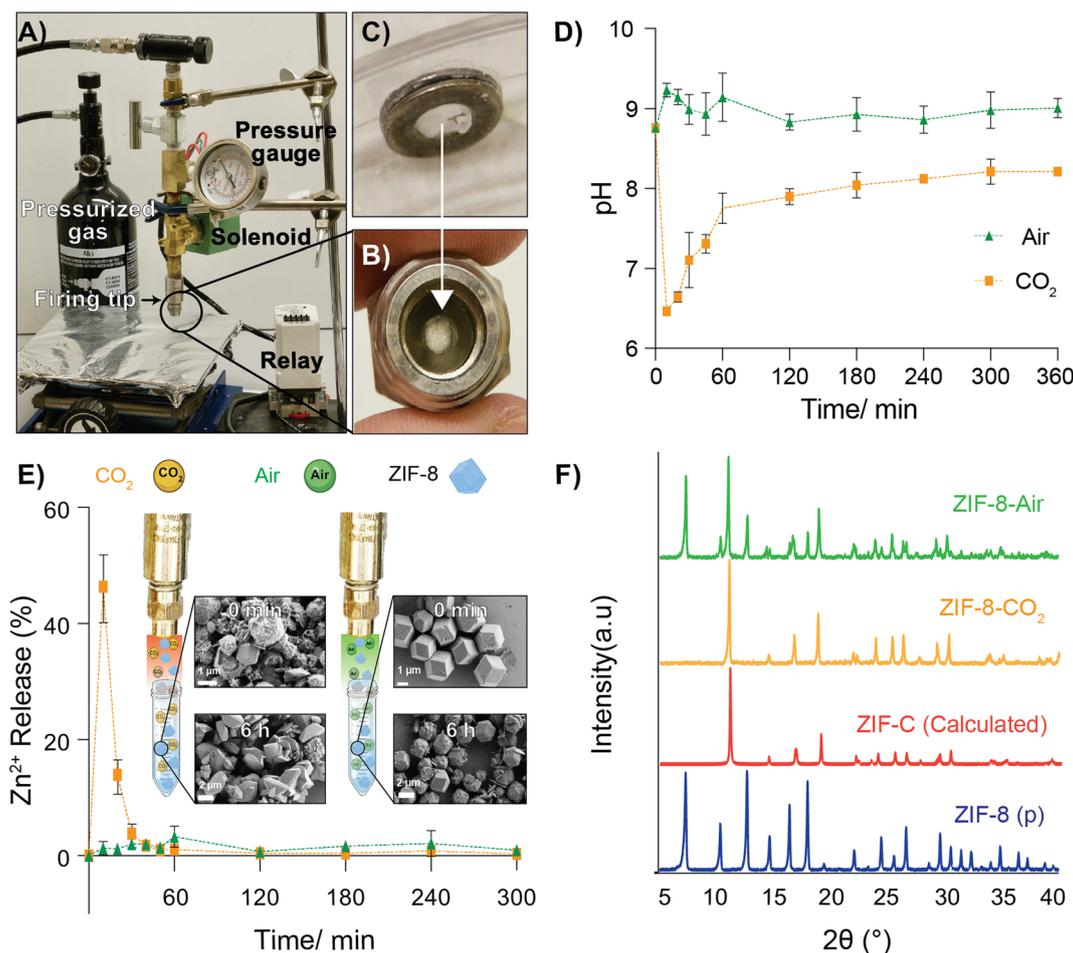 A)
Pressure
gauge
Pressurized
gas
Solenoid
Firing tip
Relay
C)
B)
D)
10
9
8
7
6
pH
0 60 120 180 240 300 360
Time/ min
Air
CO₂
E)
CO₂ CO₂ Air Air ZIF-8
60
40
20
0
Zn²⁺ Release (%)
0 min
1 µm
6 h
2 µm
0 min
1 µm
6 h
2 µm
60 120 180 240 300
Time/ min
F)
ZIF-8-Air
ZIF-8-CO₂
ZIF-C (Calculated)
ZIF-8 (p)
Intensity(a.u)
5 10 15 20 25 30 35 40
2θ (°)